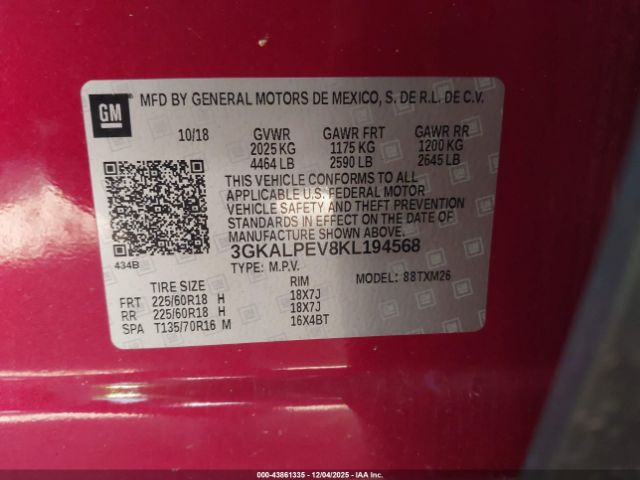 GM
MFD BY GENERAL MOTORS DE MEXICO, S. DE R.L. DE C.V.
10/18 GVWR GAWR FRT GAWR RR
2025 KG 1175 KG 1200 KG
4464 LB 2590 LB 2645 LB
THIS VEHICLE CONFORMS TO ALL
APPLICABLE U.S. FEDERAL MOTOR
VEHICLE SAFETY AND THEFT PREVENTION
STANDARDS IN EFFECT ON THE DATE OF
MANUFACTURE SHOWN ABOVE.
434B 3GKALPEV8KL194568
TYPE: M.P.V. MODEL: 88TXM26
TIRE SIZE RIM
FRT 225/60R18 H 18X7J
RR 225/60R18 H 18X7J
SPA T135/70R16 M 16X4BT
000-43861335 - 12/04/2025 - IAA, Inc.